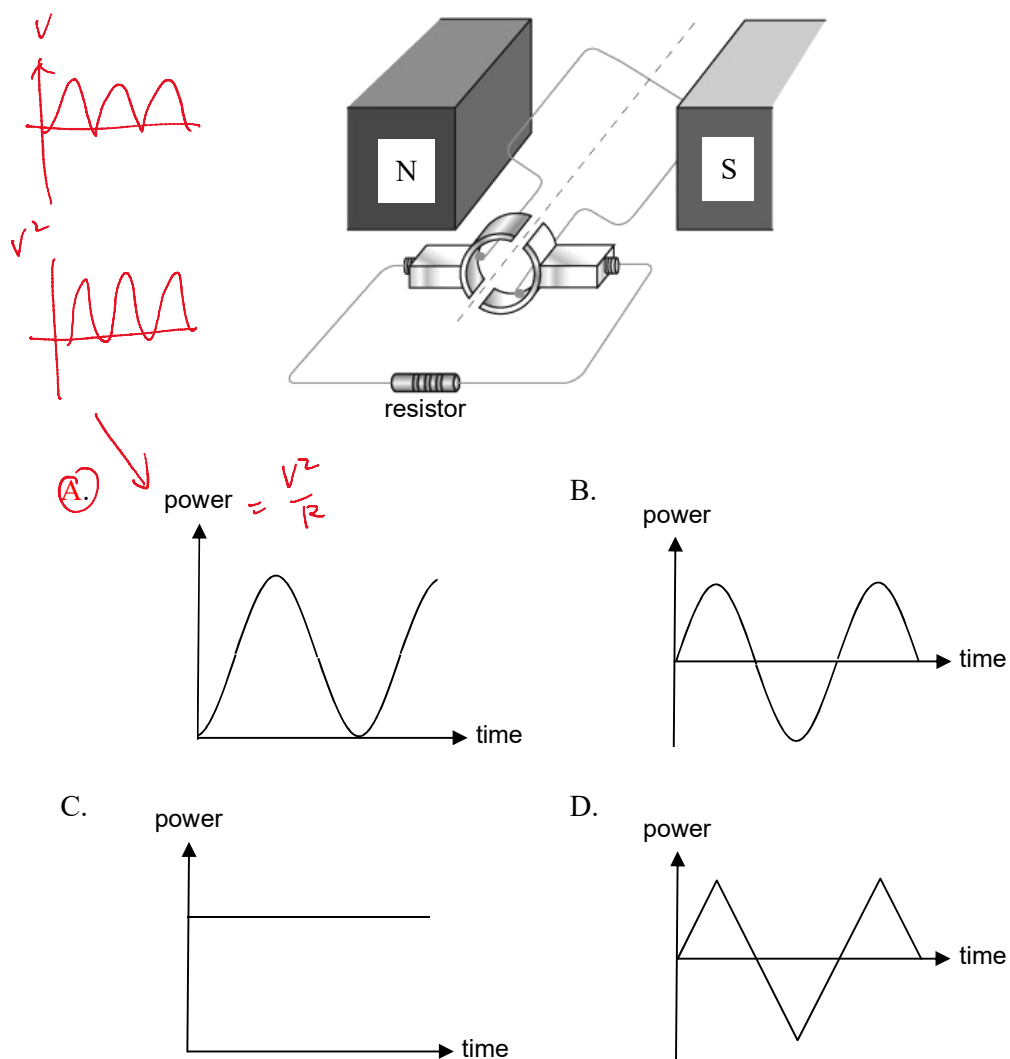 V
N
S
V²
resistor
A.
power = V²/R
time
B.
power
time
C.
power
time
D.
power
time